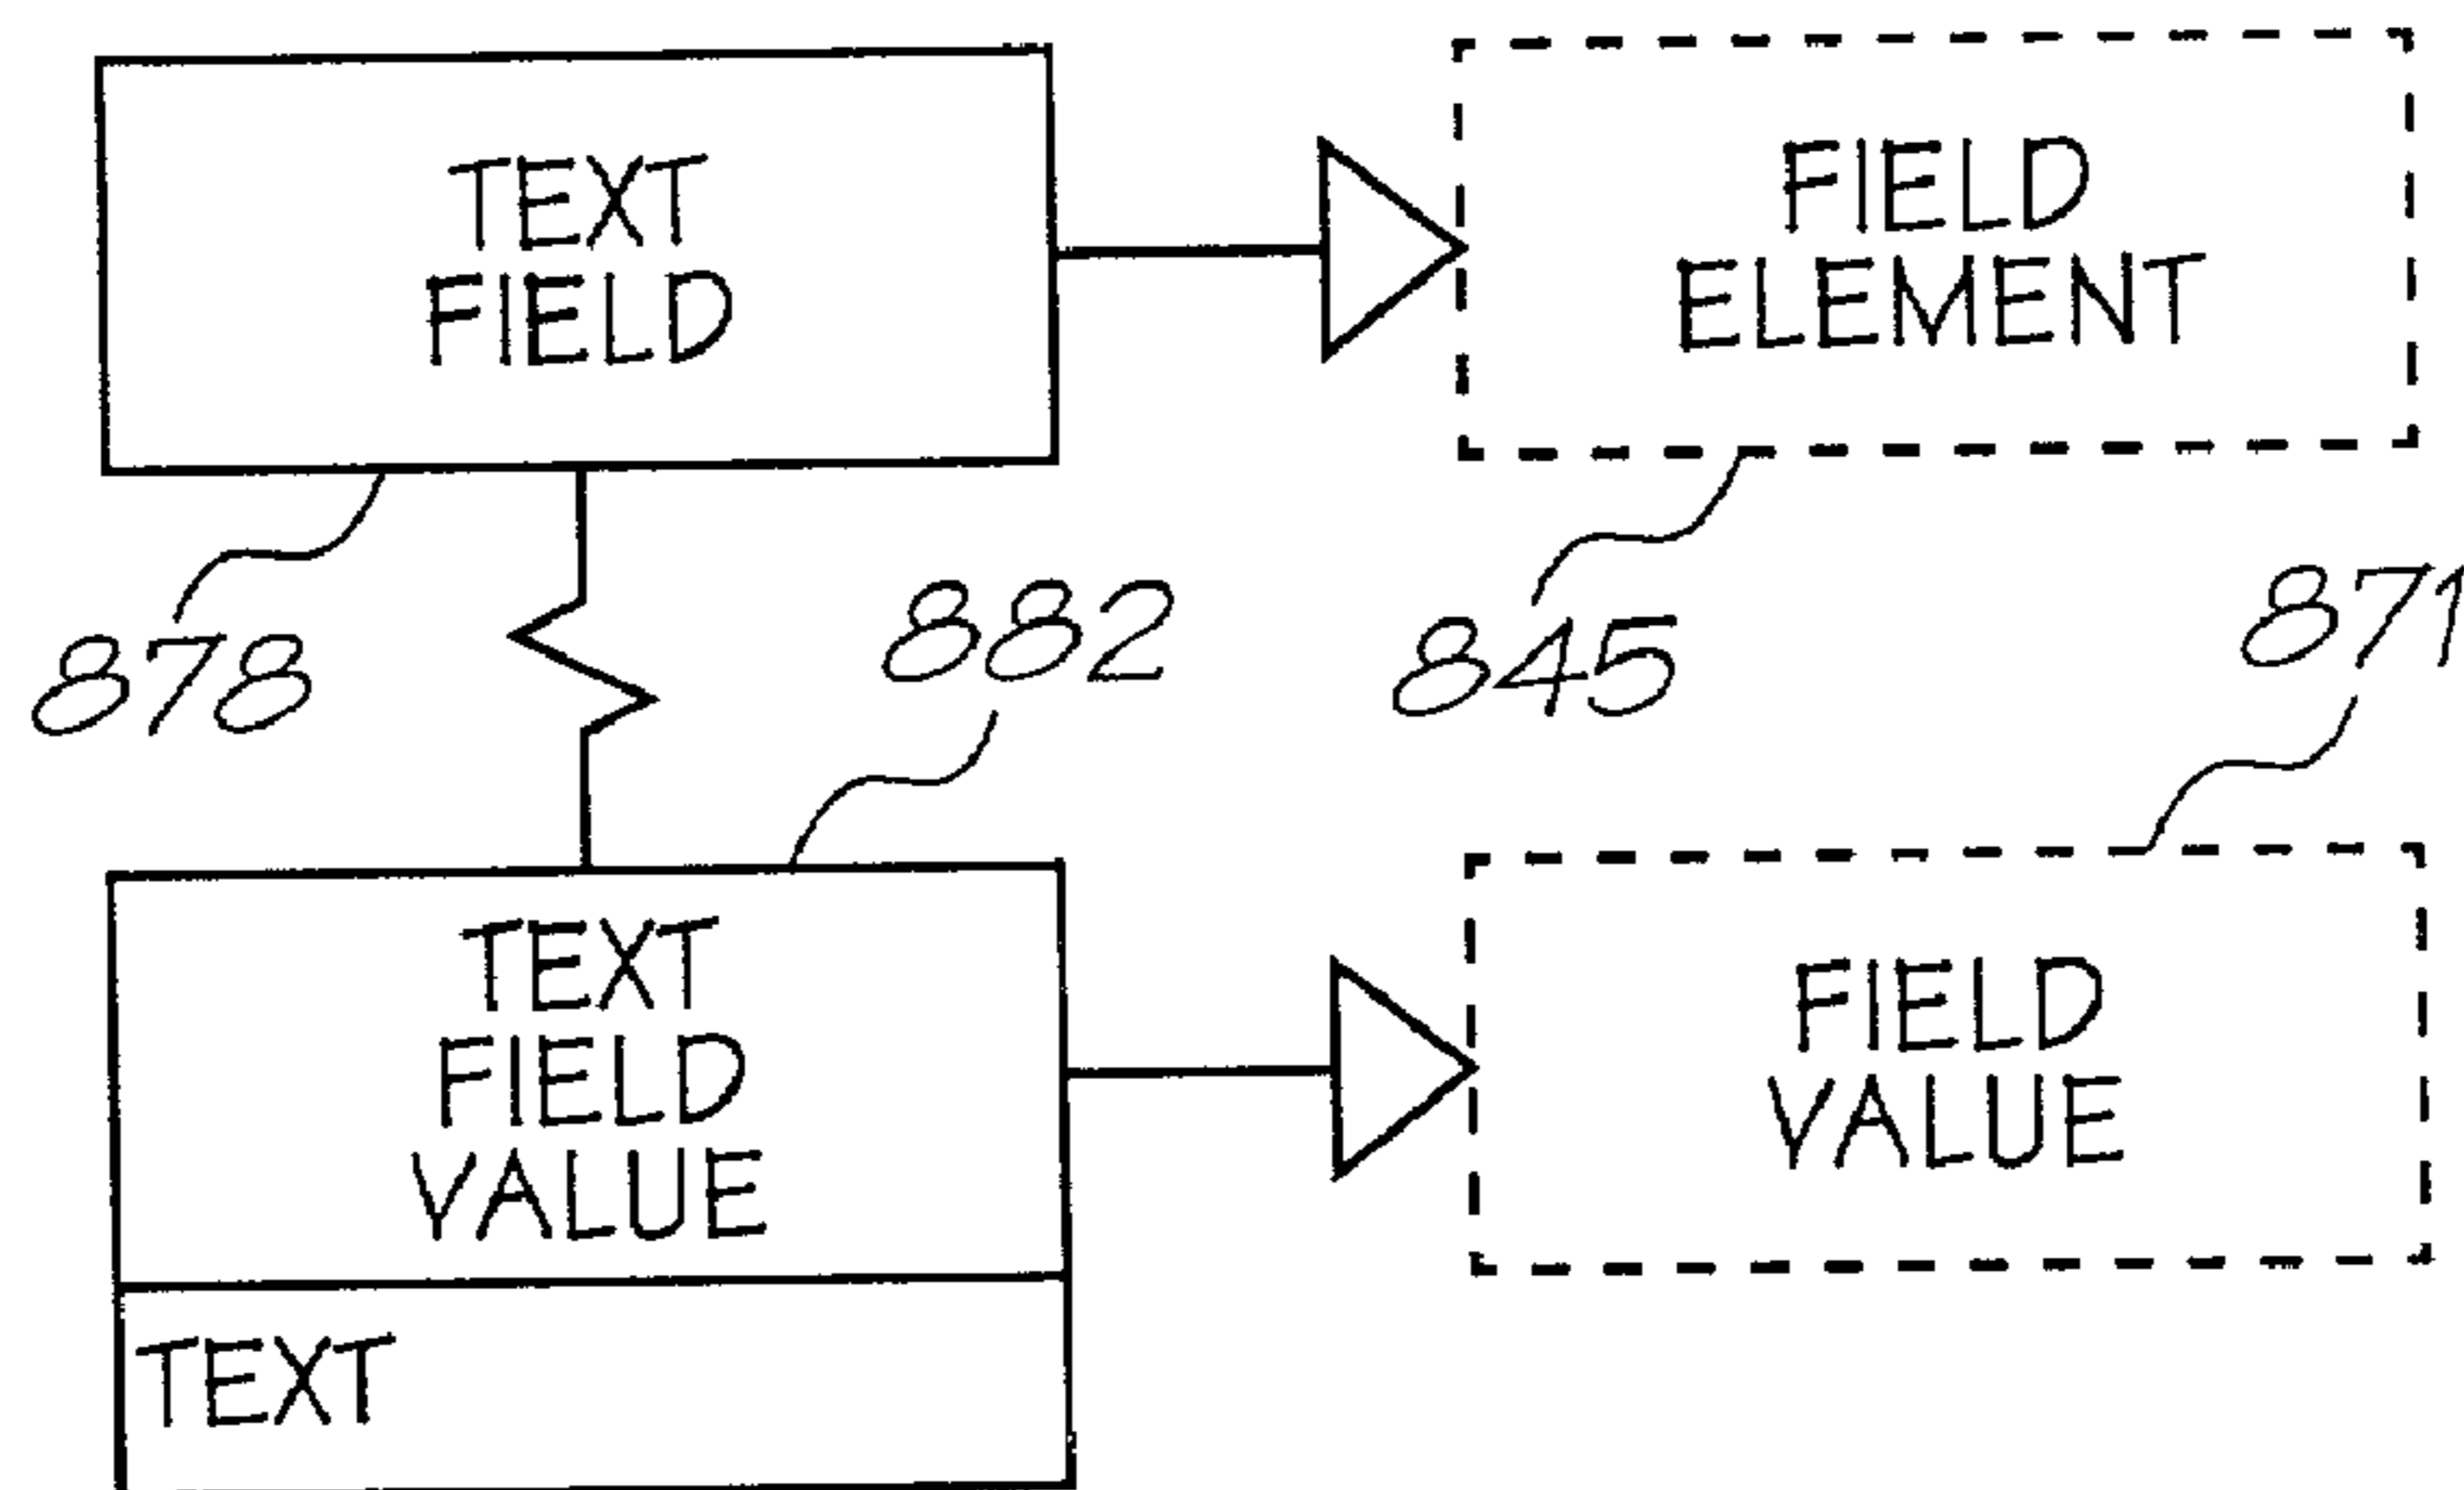 TEXT
FIELD
FIELD
ELEMENT
878
882
845
871
TEXT
FIELD
VALUE
FIELD
VALUE
TEXT